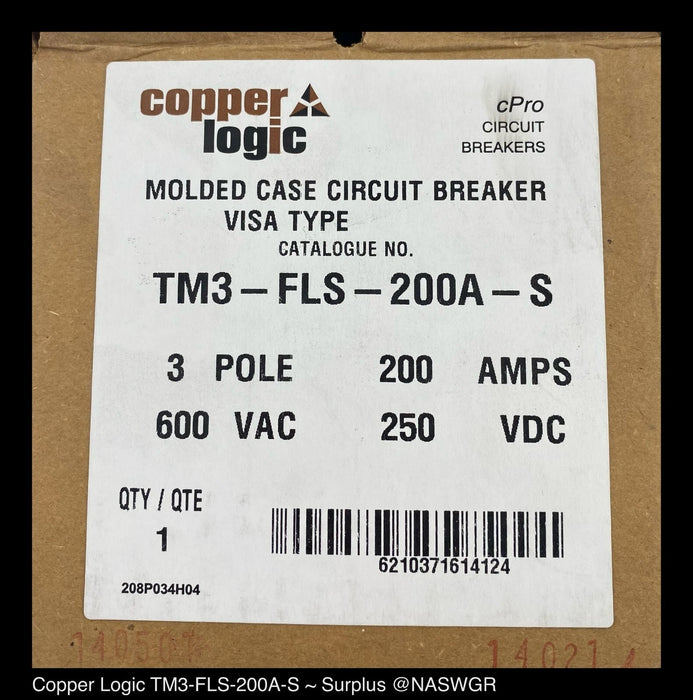 copper
logic
cPro
CIRCUIT
BREAKERS
MOLDED CASE CIRCUIT BREAKER
VISA TYPE
CATALOGUE NO.
TM3-FLS-200A-S
3 POLE 200 AMPS
600 VAC 250 VDC
QTY / QTE
1
6210371614124
208P034H04
Copper Logic TM3-FLS-200A-S ~ Surplus @NASWGR